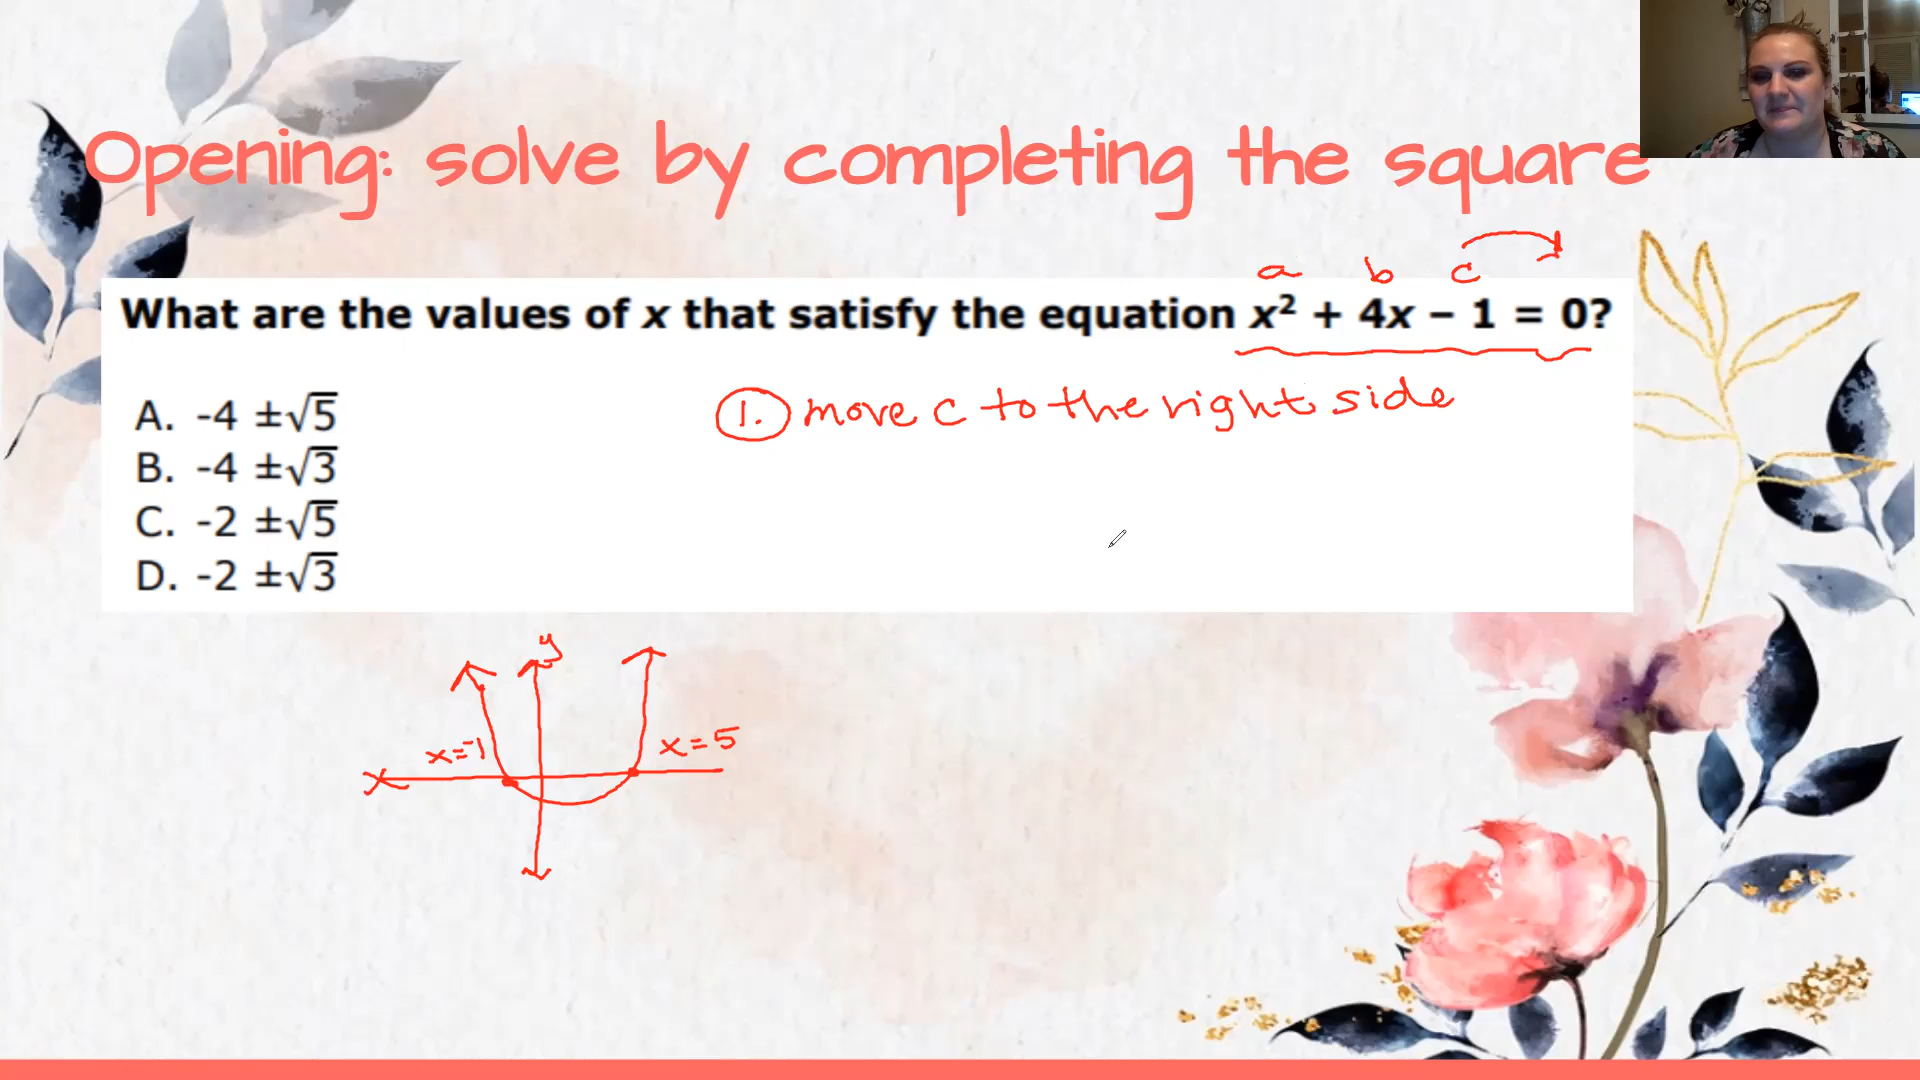 Opening: solve by completing the square
a b c
What are the values of x that satisfy the equation x² + 4x – 1 = 0?
A. -4 ±√5
B. -4 ±√3
C. -2 ±√5
D. -2 ±√3
1. move c to the right side
y
x=-1
x=5
x